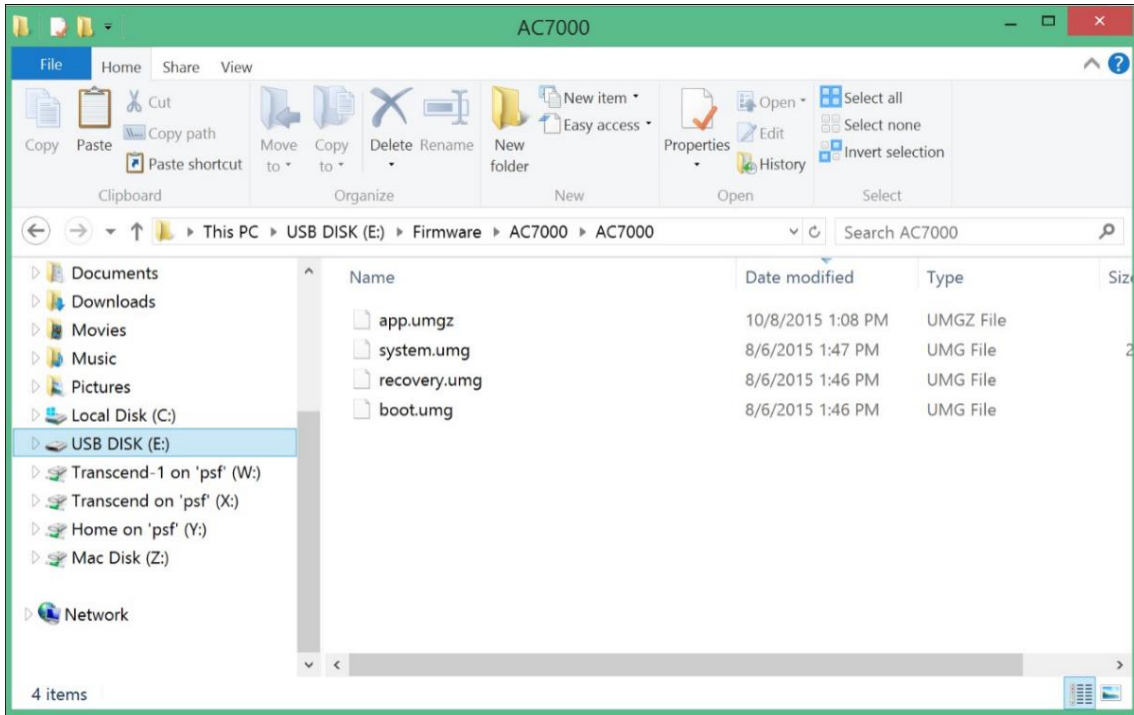 AC7000
File Home Share View
Copy
Paste
Cut
Copy path
Paste shortcut
Clipboard
Move to
Copy to
Delete
Rename
Organize
New folder
New item
Easy access
New
Properties
Open
Edit
History
Open
Select all
Select none
Invert selection
Select
This PC USB DISK (E:) Firmware AC7000 AC7000
Search AC7000
Documents
Downloads
Movies
Music
Pictures
Local Disk (C:)
USB DISK (E:)
Transcend-1 on 'psf' (W:)
Transcend on 'psf' (X:)
Home on 'psf' (Y:)
Mac Disk (Z:)
Network
Name Date modified Type Size
app.umgz 10/8/2015 1:08 PM UMGZ File
system.umg 8/6/2015 1:47 PM UMG File 2
recovery.umg 8/6/2015 1:46 PM UMG File
boot.umg 8/6/2015 1:46 PM UMG File
4 items